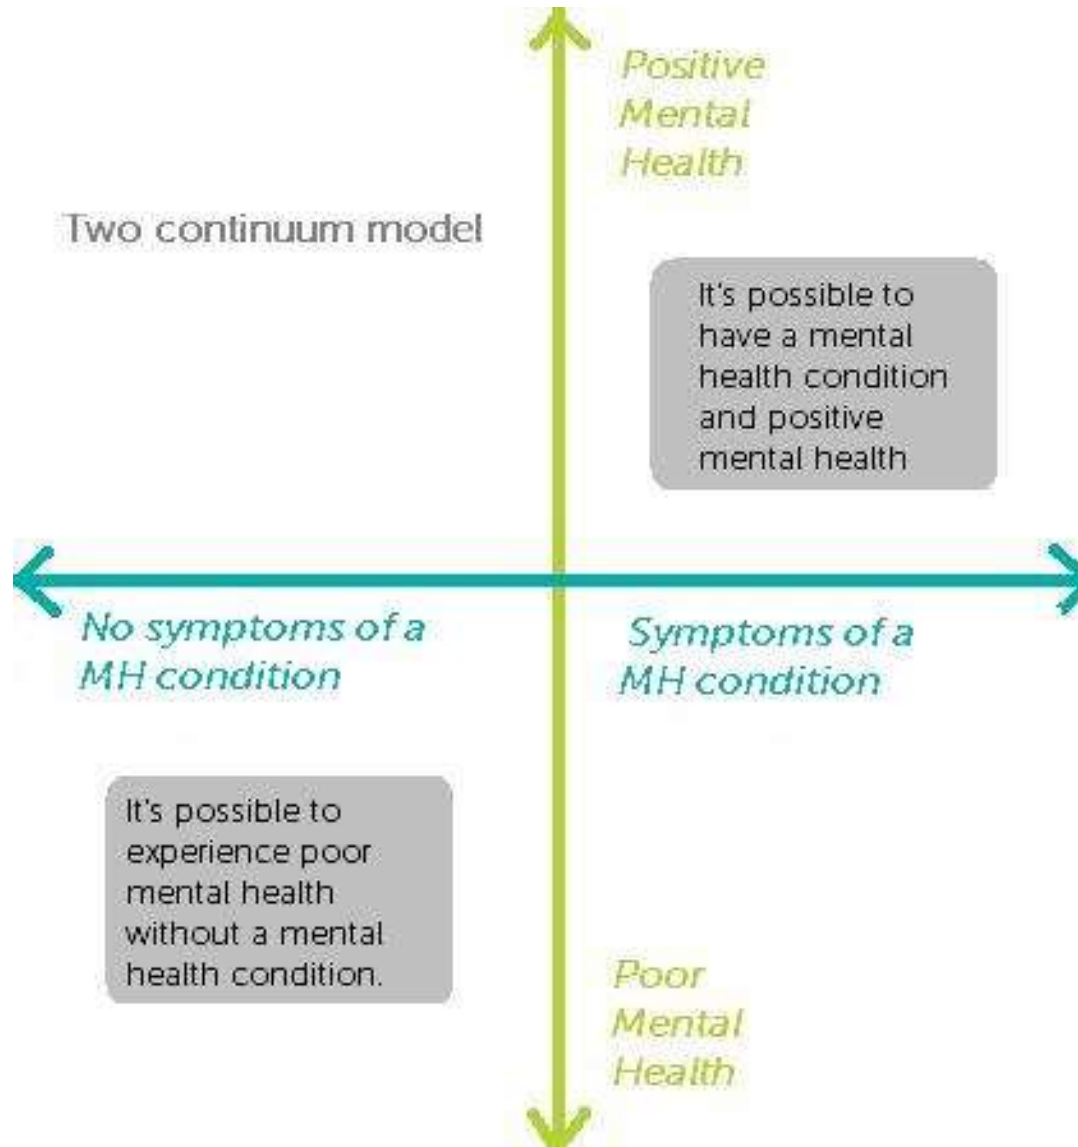 Positive
Mental
Health
Two continuum model
It's possible to
have a mental
health condition
and positive
mental health
No symptoms of a
MH condition
Symptoms of a
MH condition
It's possible to
experience poor
mental health
without a mental
health condition.
Poor
Mental
Health